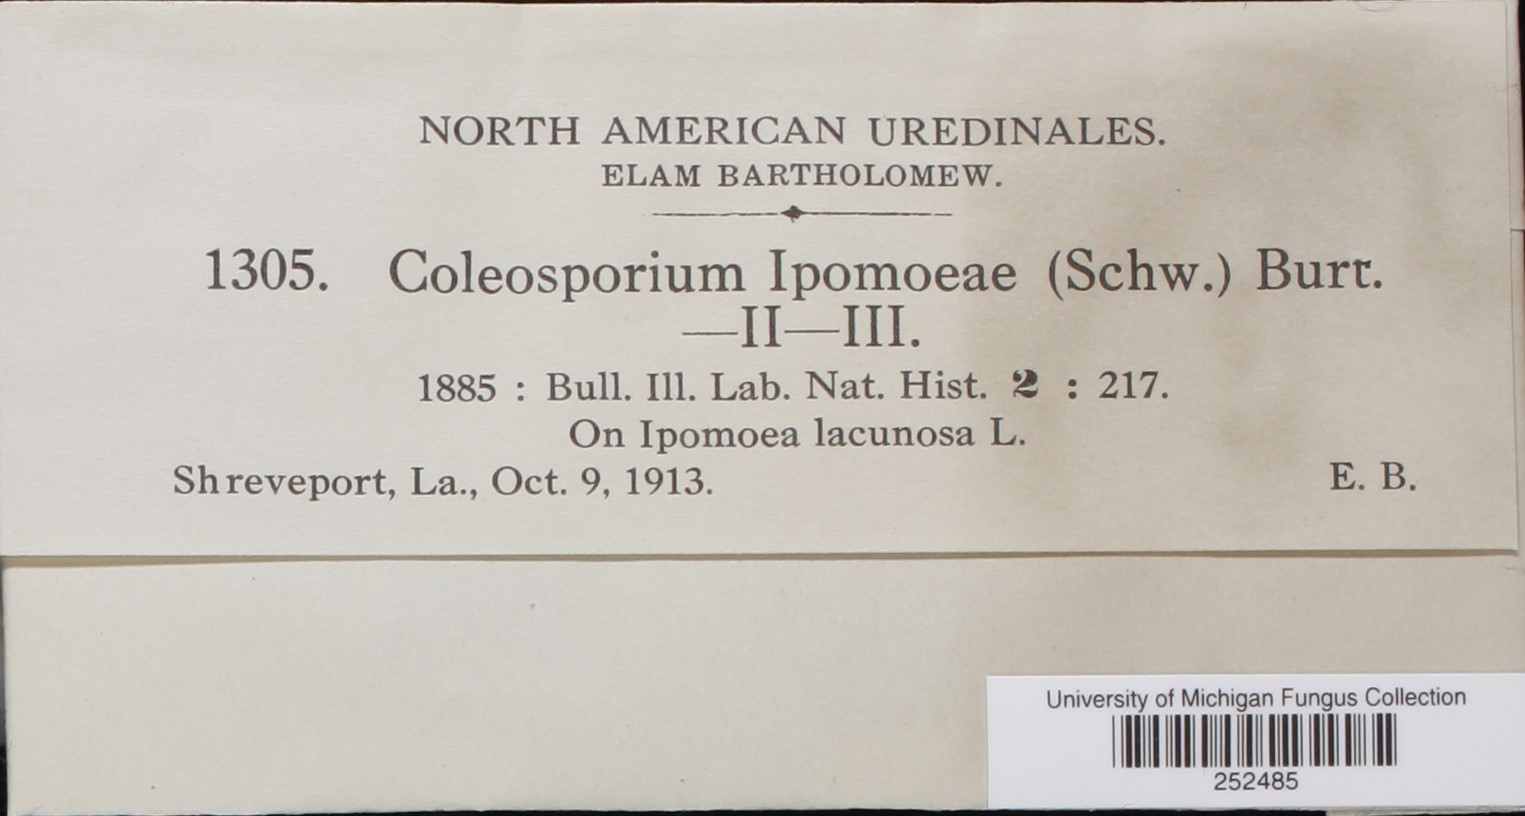 NORTH AMERICAN UREDINALES.
ELAM BARTHOLOMEW.
1305. Coleosporium Ipomoeae (Schw.) Burr.
—II—III.
1885 : Bull. Ill. Lab. Nat. Hist. 2 : 217.
On Ipomoea lacunosa L.
Shreveport, La., Oct. 9, 1913. E. B.
University of Michigan Fungus Collection
252485